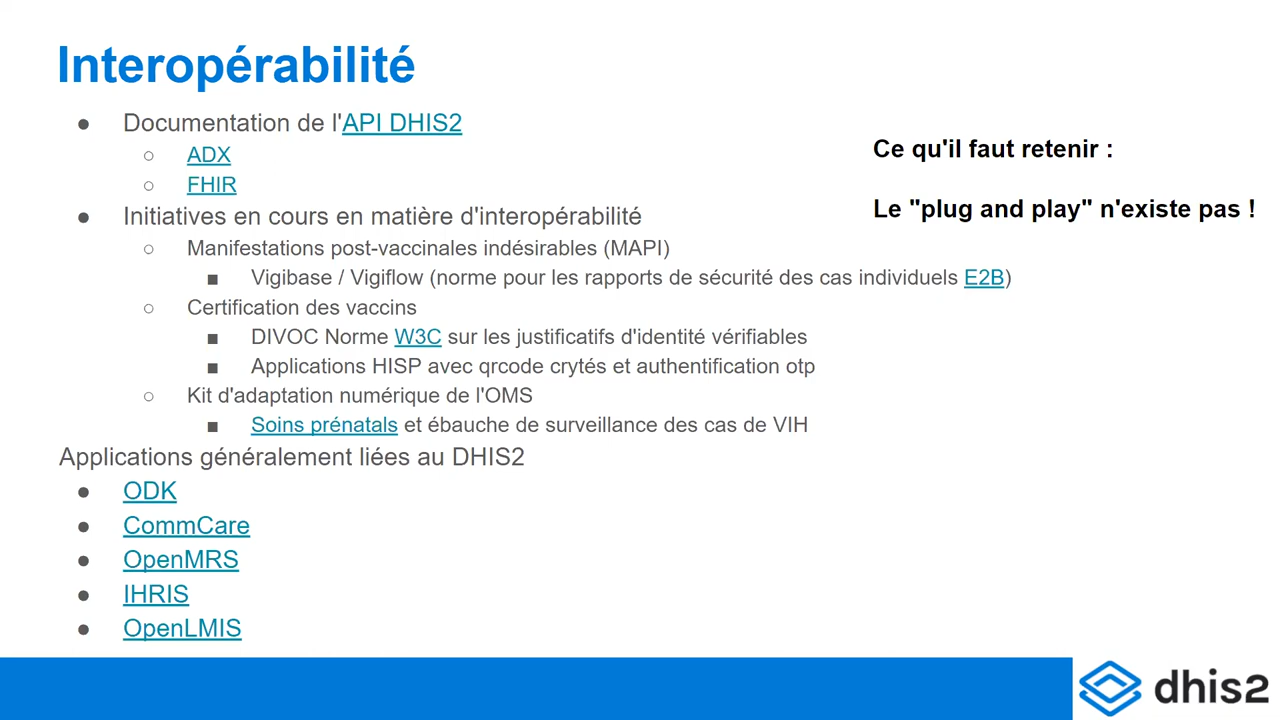 Interopérabilité
● Documentation de l'API DHIS2
○ ADX
○ FHIR
● Initiatives en cours en matière d'interopérabilité
○ Manifestations post-vaccinales indésirables (MAPI)
■ Vigibase / Vigiflow (norme pour les rapports de sécurité des cas individuels E2B)
○ Certification des vaccins
■ DIVOC Norme W3C sur les justificatifs d'identité vérifiables
■ Applications HISP avec qrcode crytés et authentification otp
○ Kit d'adaptation numérique de l'OMS
■ Soins prénatals et ébauche de surveillance des cas de VIH
Applications généralement liées au DHIS2
● ODK
● CommCare
● OpenMRS
● IHRIS
● OpenLMIS
Ce qu'il faut retenir :
Le "plug and play" n'existe pas !
dhis2